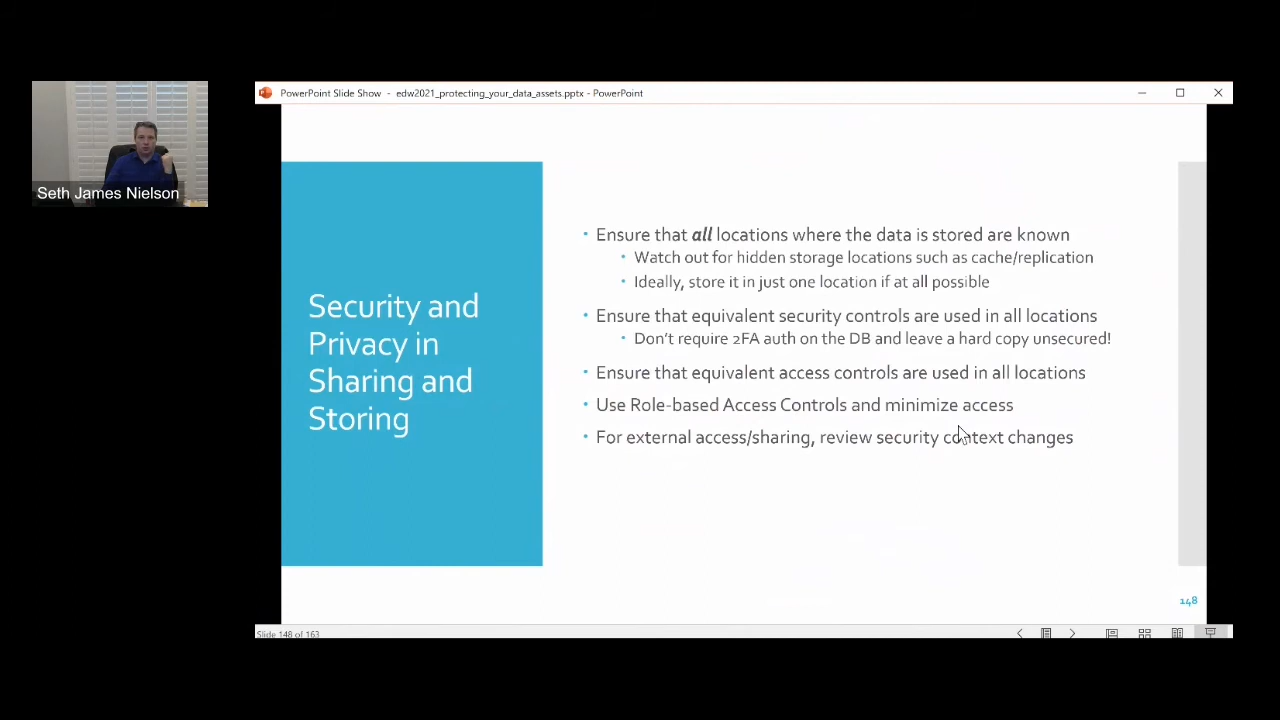 PowerPoint Slide Show - edw2021_protecting_your_data_assets.pptx - PowerPoint
Seth James Nielson
Security and
Privacy in
Sharing and
Storing
• Ensure that all locations where the data is stored are known
• Watch out for hidden storage locations such as cache/replication
• Ideally, store it in just one location if at all possible
• Ensure that equivalent security controls are used in all locations
• Don't require 2FA auth on the DB and leave a hard copy unsecured!
• Ensure that equivalent access controls are used in all locations
• Use Role-based Access Controls and minimize access
• For external access/sharing, review security context changes
148
Slide 148 of 163